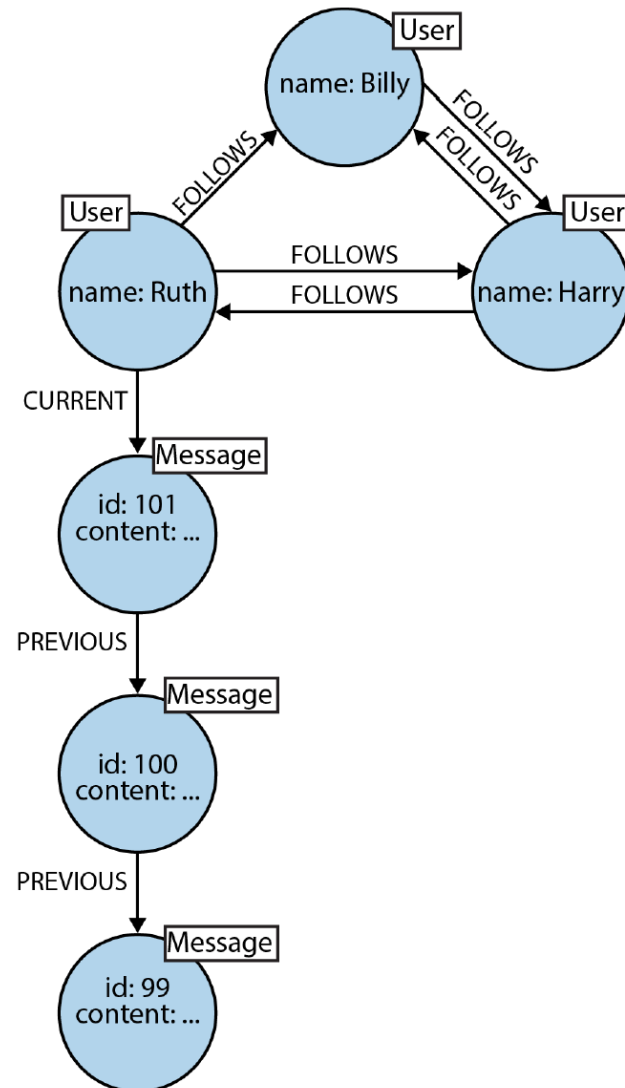 User
name: Billy
FOLLOWS
FOLLOWS
FOLLOWS
User
User
name: Ruth
FOLLOWS
FOLLOWS
name: Harry
CURRENT
Message
id: 101
content: ...
PREVIOUS
Message
id: 100
content: ...
PREVIOUS
Message
id: 99
content: ...